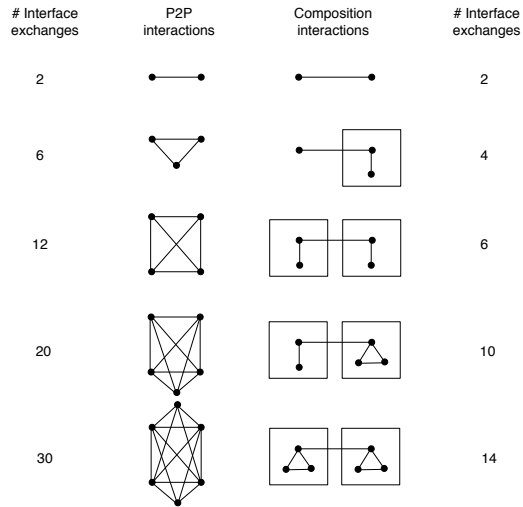 # Interface
exchanges
P2P
interactions
Composition
interactions
# Interface
exchanges
2
2
6
4
12
6
20
10
30
14